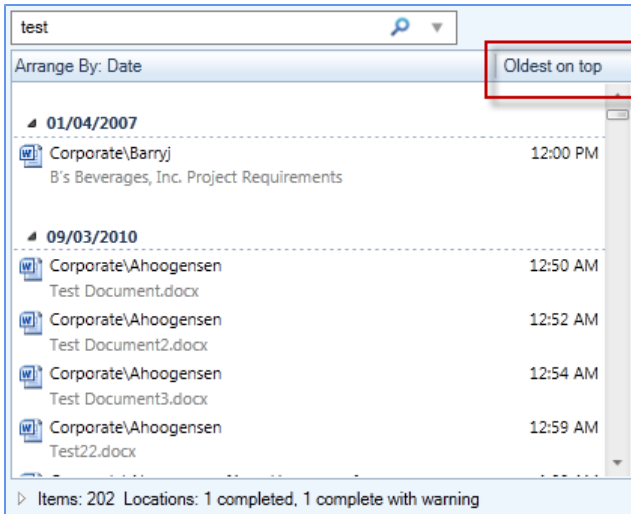 test
Arrange By: Date Oldest on top
01/04/2007
Corporate\Barryj 12:00 PM
B's Beverages, Inc. Project Requirements
09/03/2010
Corporate\Ahoogensen 12:50 AM
Test Document.docx
Corporate\Ahoogensen 12:52 AM
Test Document2.docx
Corporate\Ahoogensen 12:54 AM
Test Document3.docx
Corporate\Ahoogensen 12:59 AM
Test22.docx
Items: 202 Locations: 1 completed, 1 complete with warning